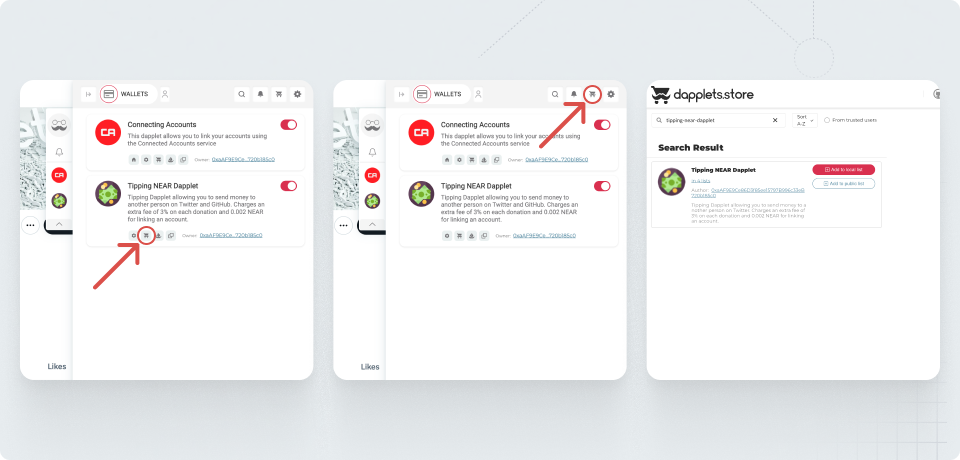 WALLETS
CA
Connecting Accounts
This dapplet allows you to link your accounts using
the Connected Accounts service
Owner:
0xaAF9E9Ce...720b185c0
CA
Tipping NEAR Dapplet
Tipping Dapplet allowing you to send money to
another person on Twitter and GitHub. Charges an
extra fee of 3% on each donation and 0.002 NEAR
for linking an account.
Owner:
0xaAF9E9Ce...720b185c0
Likes
WALLETS
CA
Connecting Accounts
This dapplet allows you to link your accounts using
the Connected Accounts service
Owner:
0xaAF9E9Ce...720b185c0
CA
Tipping NEAR Dapplet
Tipping Dapplet allowing you to send money to
another person on Twitter and GitHub. Charges an
extra fee of 3% on each donation and 0.002 NEAR
for linking an account.
Owner: 0xaAF9E9Ce...720b185c0
Likes
dapplets.store
tipping-near-dapplet
Sort
A-Z
From trusted users
Search Result
Tipping NEAR Dapplet
Add to local list
Add to public list
Author:
Tipping Dapplet allowing you to send money to
another person on Twitter. Charges an extra fee of
3% on each donation and 0.002 NEAR for linking
an account.